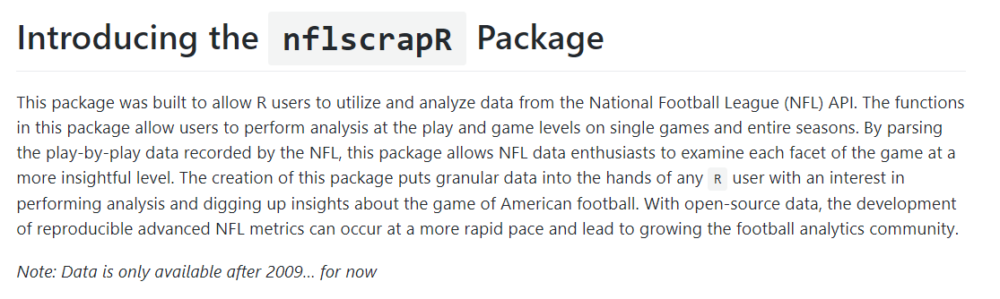 Introducing the nflscrapR Package
This package was built to allow R users to utilize and analyze data from the National Football League (NFL) API. The functions
in this package allow users to perform analysis at the play and game levels on single games and entire seasons. By parsing
the play-by-play data recorded by the NFL, this package allows NFL data enthusiasts to examine each facet of the game at a
more insightful level. The creation of this package puts granular data into the hands of any R user with an interest in
performing analysis and digging up insights about the game of American football. With open-source data, the development
of reproducible advanced NFL metrics can occur at a more rapid pace and lead to growing the football analytics community.
Note: Data is only available after 2009... for now